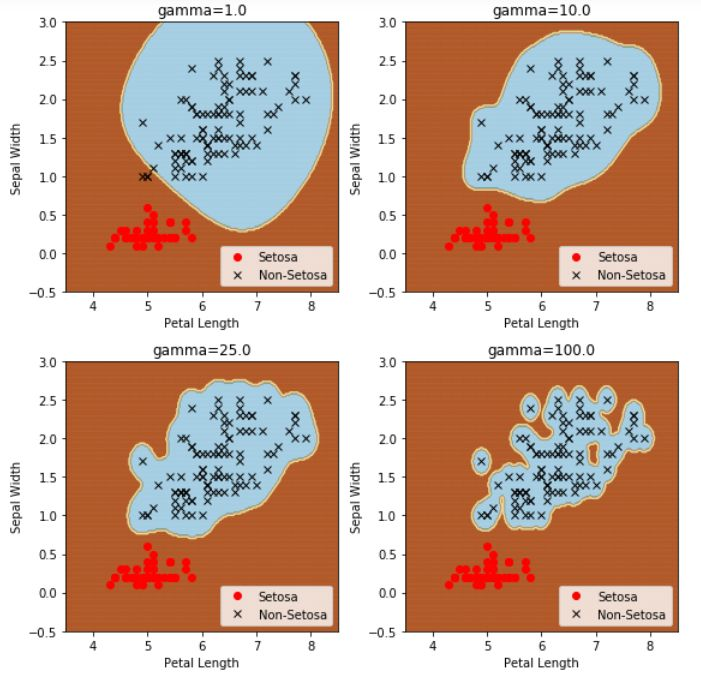 gamma=1.0
3.0
2.5
2.0
1.5
1.0
0.5
0.0
−0.5
Sepal Width
Setosa
Non-Setosa
4 5 6 7 8
Petal Length
gamma=10.0
3.0
2.5
2.0
1.5
1.0
0.5
0.0
−0.5
Sepal Width
Setosa
Non-Setosa
4 5 6 7 8
Petal Length
gamma=25.0
3.0
2.5
2.0
1.5
1.0
0.5
0.0
−0.5
Sepal Width
Setosa
Non-Setosa
4 5 6 7 8
Petal Length
gamma=100.0
3.0
2.5
2.0
1.5
1.0
0.5
0.0
−0.5
Sepal Width
Setosa
Non-Setosa
4 5 6 7 8
Petal Length